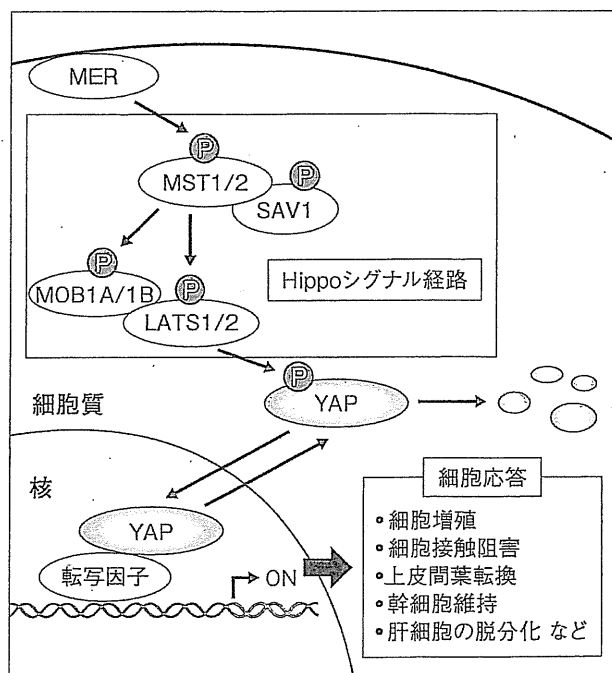 MER
P
MST1/2
P
SAV1
P
MOB1A/1B
P
LATS1/2
Hippoシグナル経路
P
YAP
細胞質
核
YAP
転写因子
ON
細胞応答
•細胞増殖
•細胞接触阻害
•上皮間葉転換
•幹細胞維持
•肝細胞の脱分化 など